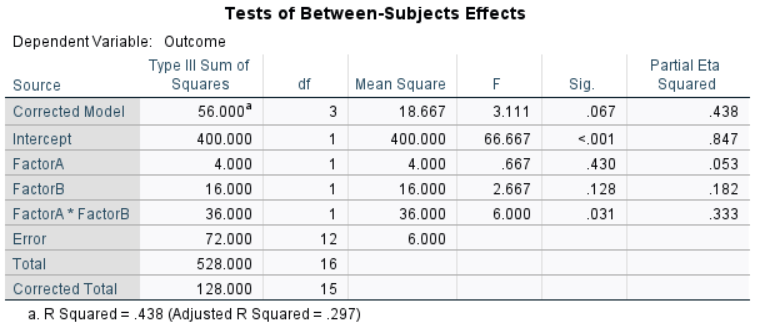 Tests of Between-Subjects Effects
Dependent Variable: Outcome
Source Type III Sum of Squares df Mean Square F Sig. Partial Eta Squared
Corrected Model 56.000a 3 18.667 3.111 .067 .438
Intercept 400.000 1 400.000 66.667 <.001 .847
FactorA 4.000 1 4.000 .667 .430 .053
FactorB 16.000 1 16.000 2.667 .128 .182
FactorA * FactorB 36.000 1 36.000 6.000 .031 .333
Error 72.000 12 6.000
Total 528.000 16
Corrected Total 128.000 15
a. R Squared = .438 (Adjusted R Squared = .297)